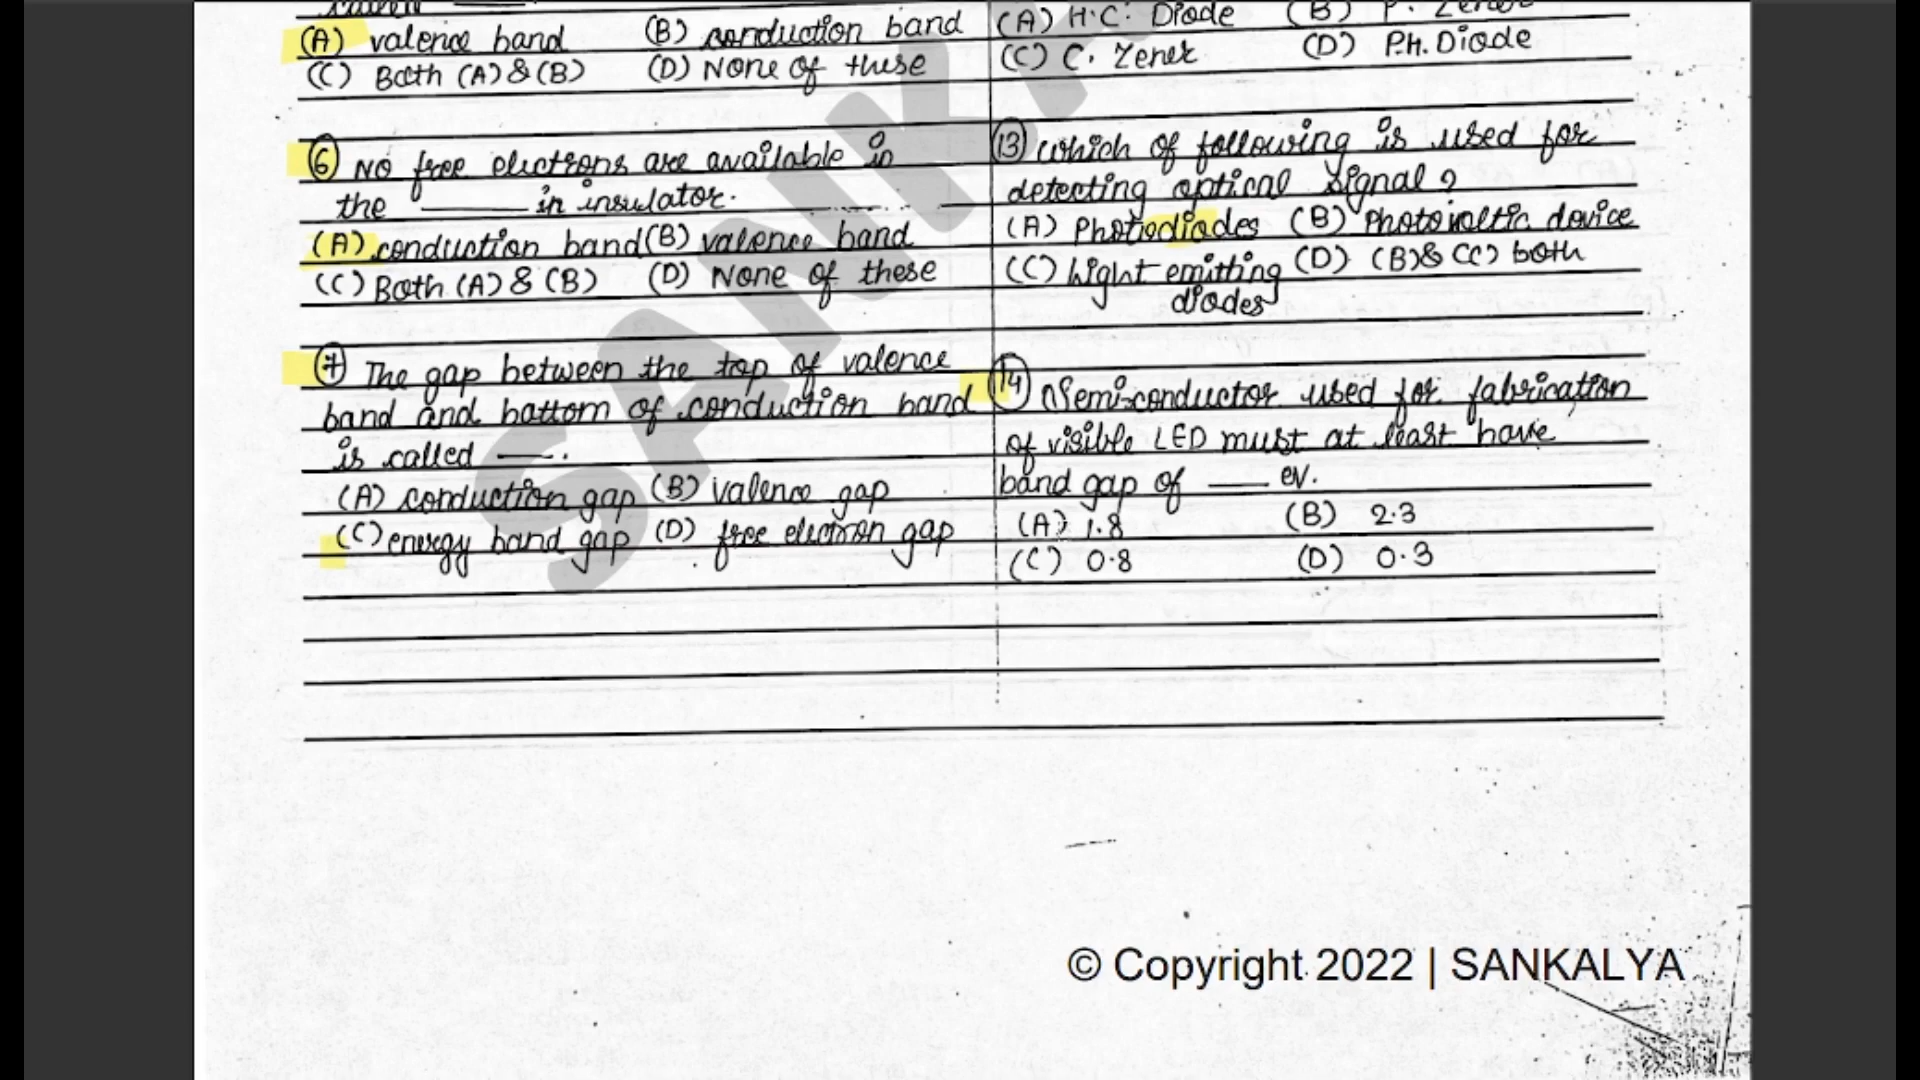 (A) valence band (B) conduction band
(C) Both (A) & (B) (D) None of these
(6) No free electrons are available in
the ______ in insulator.
(A) conduction band (B) valence band
(C) Both (A) & (B) (D) None of these
(7) The gap between the top of valence
band and bottom of conduction band
is called ___.
(A) conduction gap (B) valence gap
(C) energy band gap (D) free electron gap
(A) H.C. Diode (B) P. Zener
(C) C. Zener (D) P.H. Diode
(13) which of following is used for
detecting optical signal?
(A) Photodiodes (B) Photovoltic device
(C) Light emitting (D) (B) & (C) both
diodes
(14) Semi-conductor used for fabrication
of visible LED must at least have
band gap of ___ ev.
(A) 1.8 (B) 2.3
(C) 0.8 (D) 0.3
SANKA
© Copyright 2022 | SANKALYA